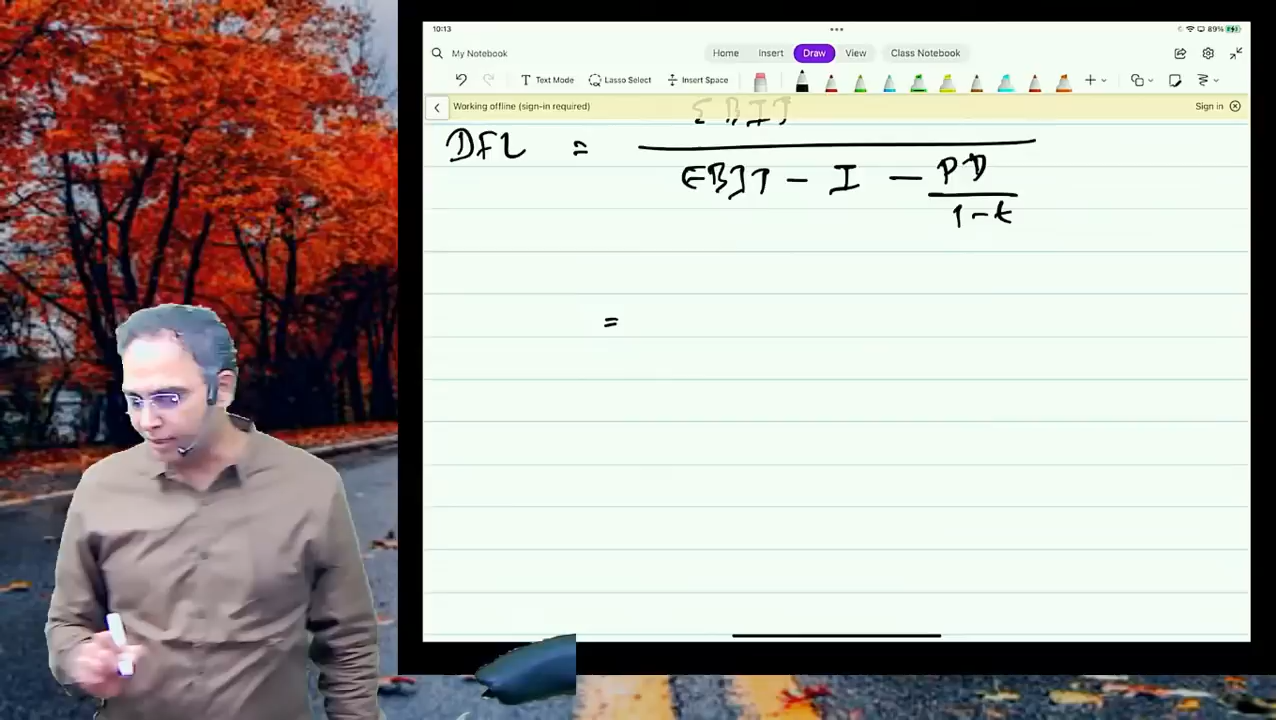 10:13 89%
My Notebook Home Insert Draw View Class Notebook
Text Mode Lasso Select Insert Space
Working offline (sign-in required) Sign in
EBIT
DFL =
EBIT - I - PD
1-t
=